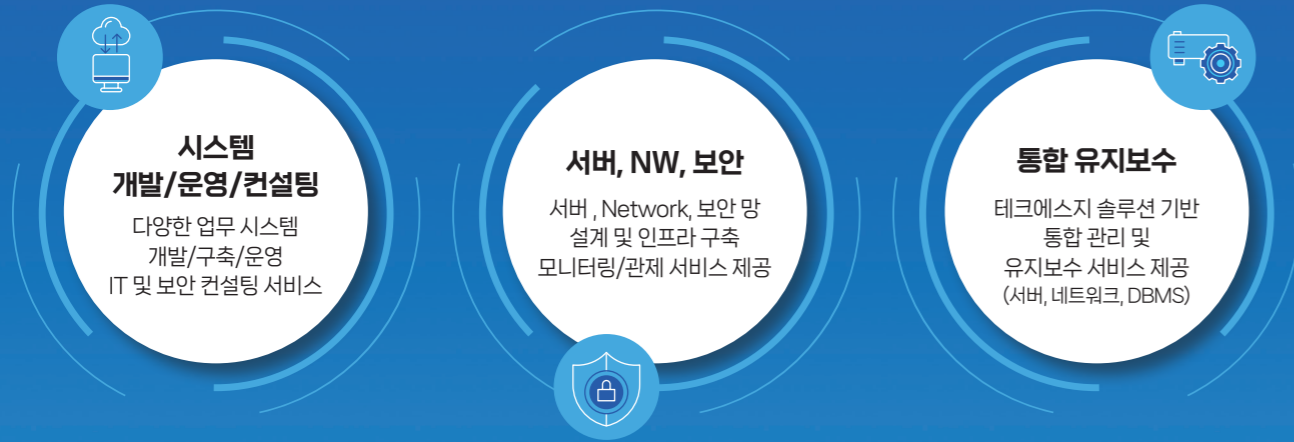 시스템
개발/운영/컨설팅
다양한 업무 시스템
개발/구축/운영
IT 및 보안 컨설팅 서비스
서버, NW, 보안
서버 , Network, 보안 망
설계 및 인프라 구축
모니터링/관제 서비스 제공
통합 유지보수
테크에스지 솔루션 기반
통합 관리 및
유지보수 서비스 제공
(서버, 네트워크, DBMS)